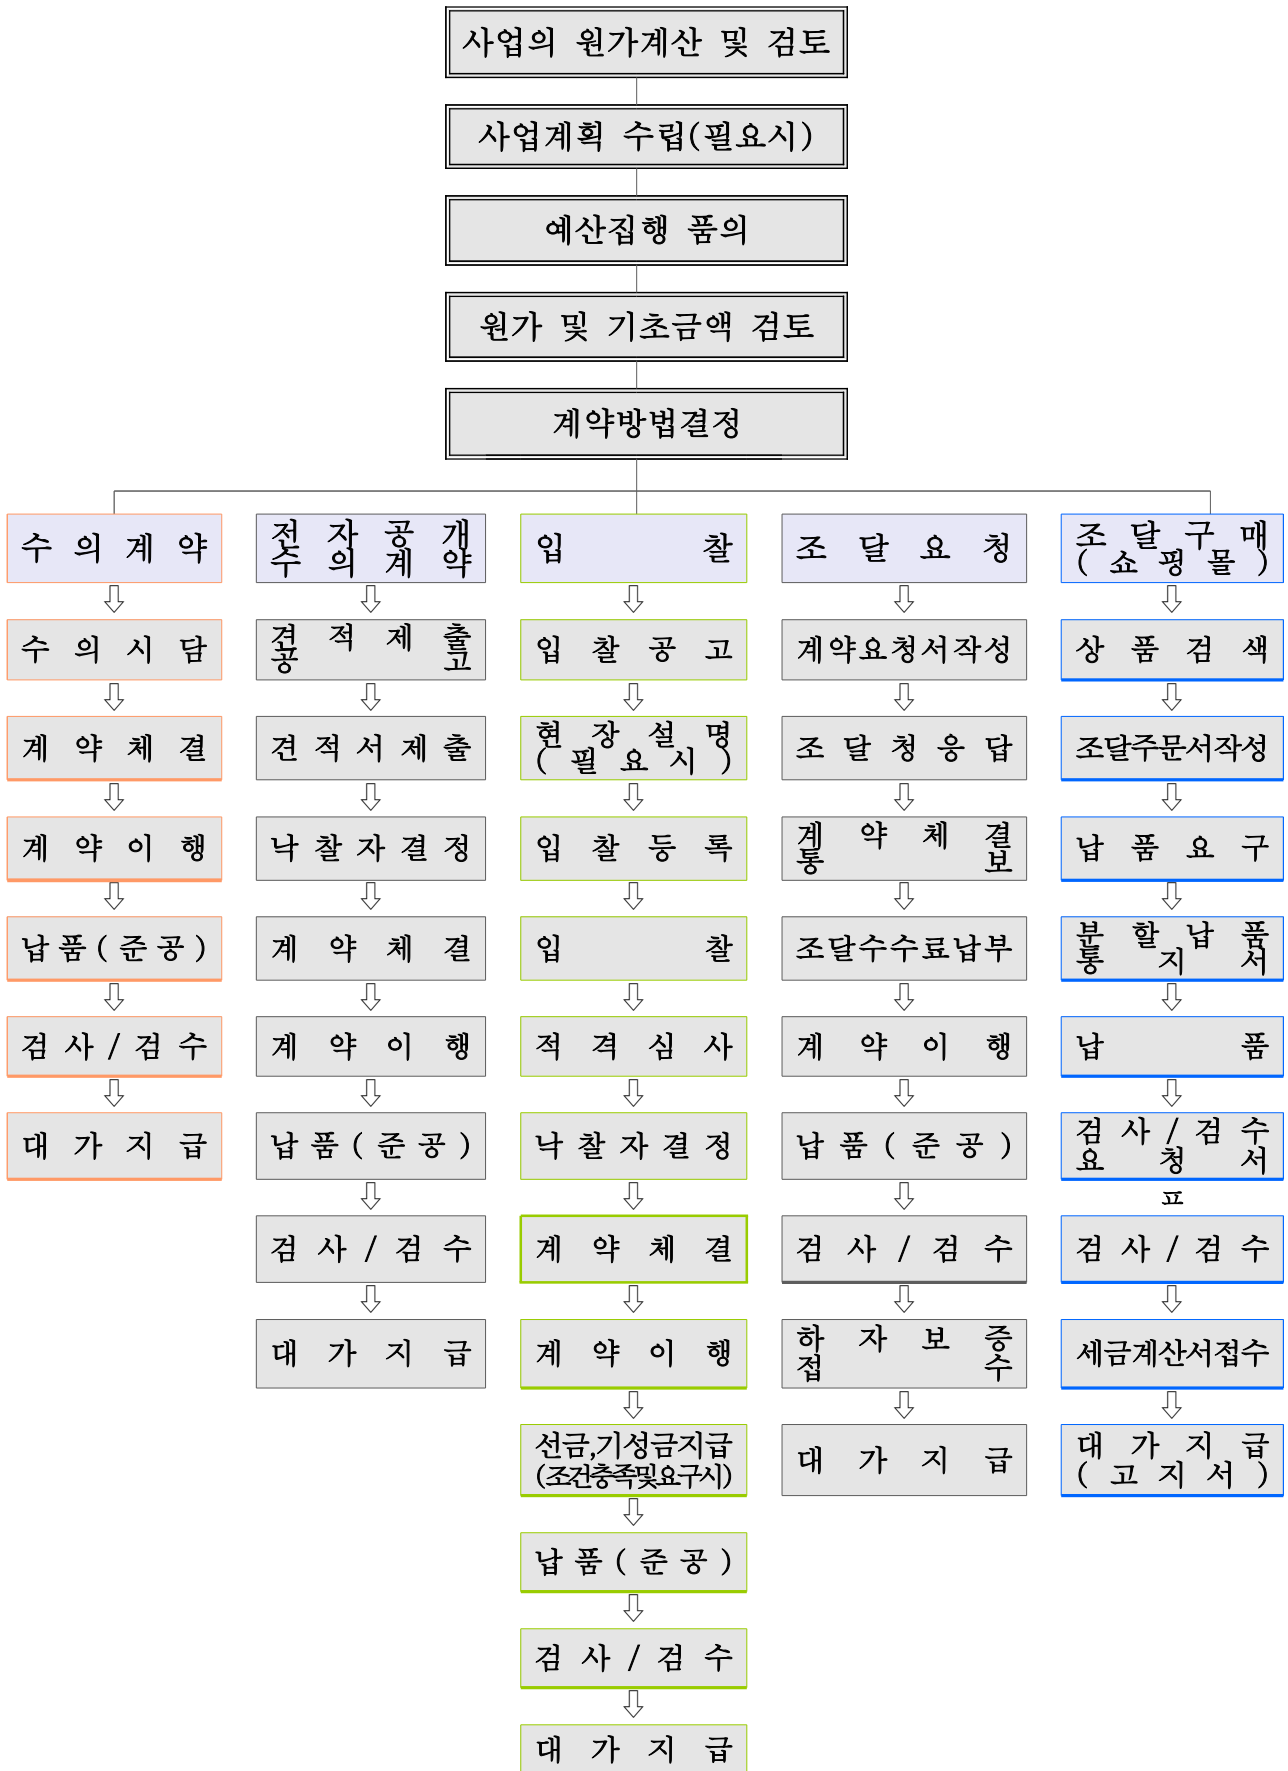 사업의 원가계산 및 검토
사업계획 수립(필요시)
예산집행 품의
원가 및 기초금액 검토
계약방법결정
수의계약
수의시담
계약체결
계약이행
납품(준공)
검사/검수
대가지급
전자공개
수의계약
견적제출
공고
견적서제출
낙찰자결정
계약체결
계약이행
납품(준공)
검사/검수
대가지급
입찰
입찰공고
현장설명
(필요시)
입찰등록
입찰
적격심사
낙찰자결정
계약체결
계약이행
선금,기성금지급
(조건충족및요구시)
납품(준공)
검사/검수
대가지급
조달요청
계약요청서작성
조달청응답
계약체결
통보
조달수수료납부
계약이행
납품(준공)
검사/검수
하자보증
접수
대가지급
조달구매
(쇼핑몰)
상품검색
조달주문서작성
납품요구
분할납품
통지서
납품
검사/검수
요청서
ㅍ
검사/검수
세금계산서접수
대가지급
(고지서)